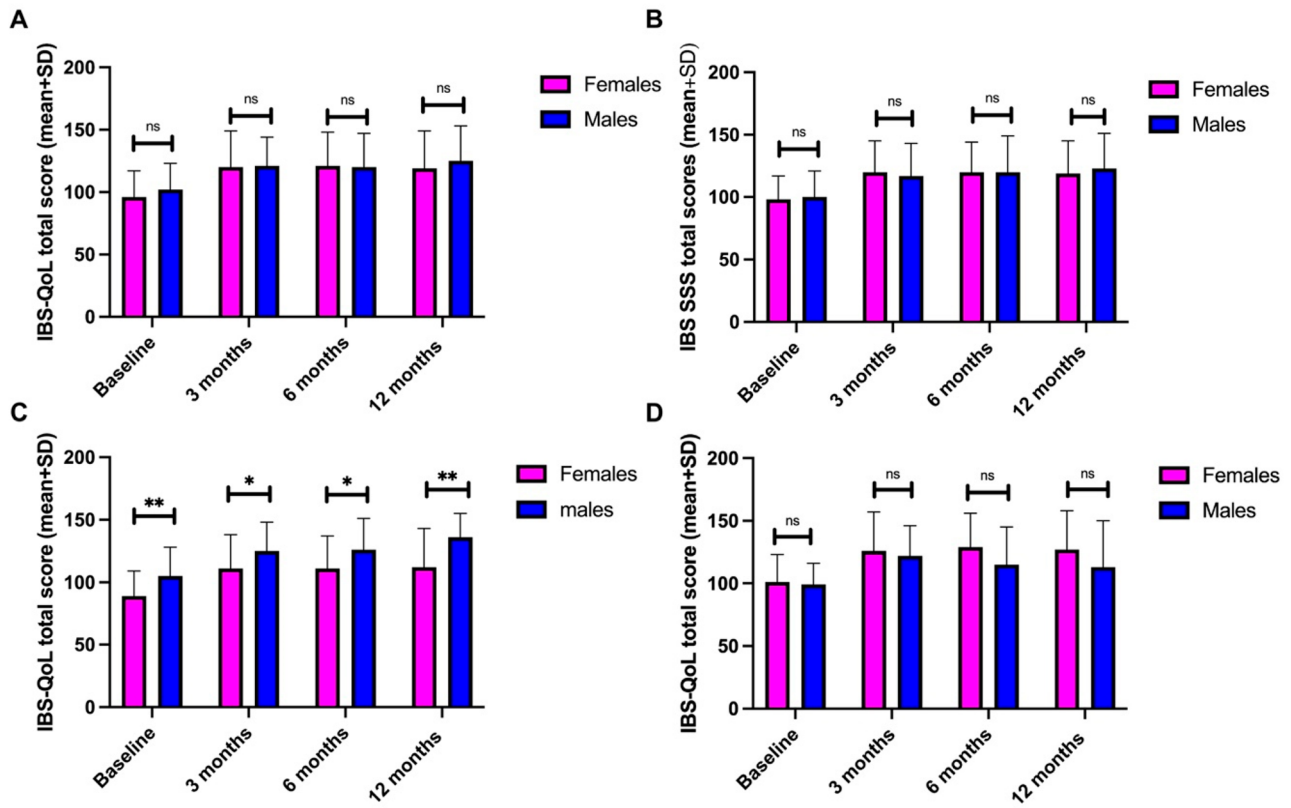 A
IBS-QoL total score (mean+SD)
200
150
100
50
0
ns
ns
ns
ns
Baseline
3 months
6 months
12 months
Females
Males
B
IBS SSS total scores (mean+SD)
200
150
100
50
0
ns
ns
ns
ns
Baseline
3 months
6 months
12 months
Females
Males
C
IBS-QoL total score (mean+SD)
200
150
100
50
0
**
*
*
**
Baseline
3 months
6 months
12 months
Females
males
D
IBS-QoL total score (mean+SD)
200
150
100
50
0
ns
ns
ns
ns
Baseline
3 months
6 months
12 months
Females
Males